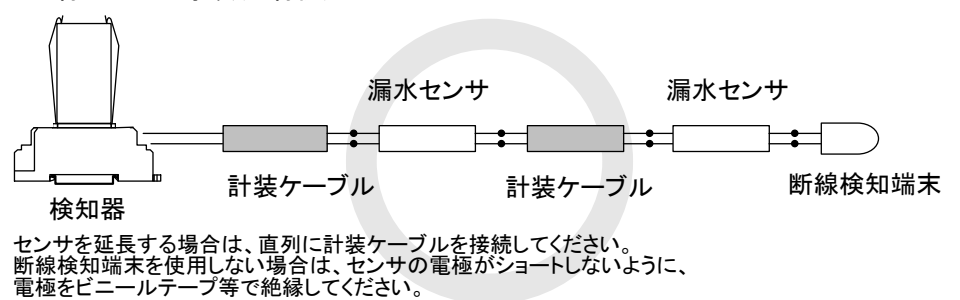 漏水センサ
漏水センサ
計装ケーブル
計装ケーブル
断線検知端末
検知器
センサを延長する場合は、直列に計装ケーブルを接続してください。
断線検知端末を使用しない場合は、センサの電極がショートしないように、
電極をビニールテープ等で絶縁してください。